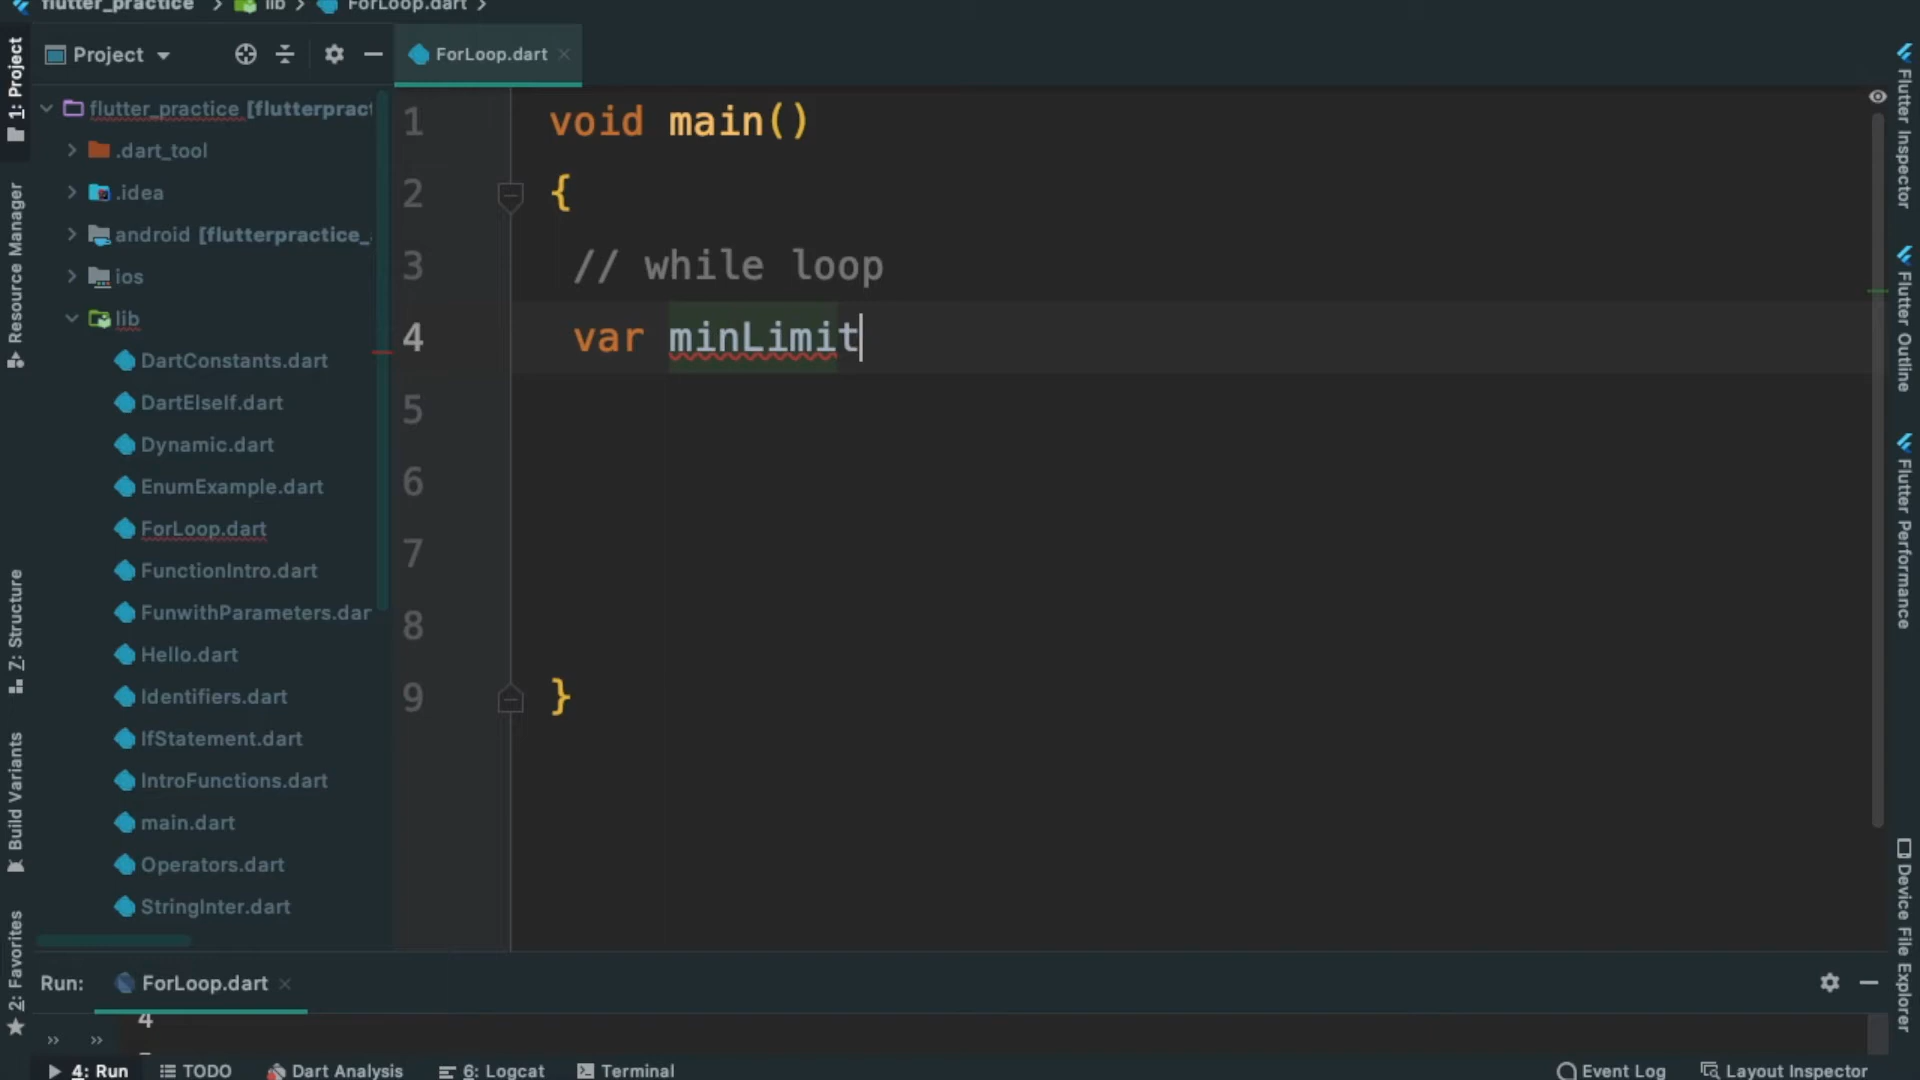 flutter_practice > lib > ForLoop.dart >
Project
ForLoop.dart
1: Project
Resource Manager
Z: Structure
Build Variants
2: Favorites
flutter_practice [flutterpract
.dart_tool
.idea
android [flutterpractice_
ios
lib
DartConstants.dart
DartElseIf.dart
Dynamic.dart
EnumExample.dart
ForLoop.dart
FunctionIntro.dart
FunwithParameters.dar
Hello.dart
Identifiers.dart
IfStatement.dart
IntroFunctions.dart
main.dart
Operators.dart
StringInter.dart
1 void main()
2 {
3 // while loop
4 var minLimit
5
6
7
8
9 }
Flutter Inspector
Flutter Outline
Flutter Performance
Device File Explorer
Run: ForLoop.dart
4
4: Run TODO Dart Analysis 6: Logcat Terminal Event Log Layout Inspector